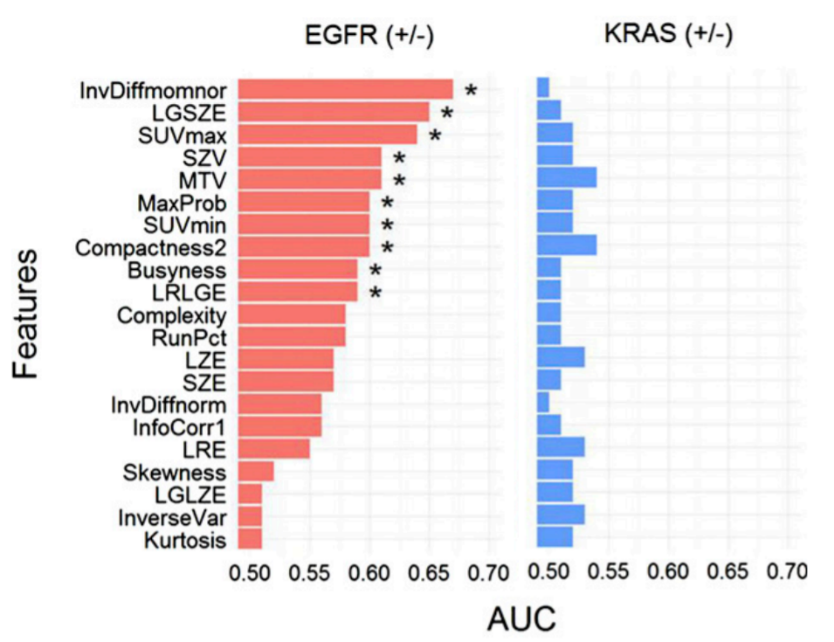 EGFR (+/-)
KRAS (+/-)
Features
InvDiffmomnor *
LGSZE *
SUVmax *
SZV *
MTV *
MaxProb *
SUVmin *
Compactness2 *
Busyness *
LRLGE *
Complexity
RunPct
LZE
SZE
InvDiffnorm
InfoCorr1
LRE
Skewness
LGLZE
InverseVar
Kurtosis
0.50 0.55 0.60 0.65 0.70
0.50 0.55 0.60 0.65 0.70
AUC